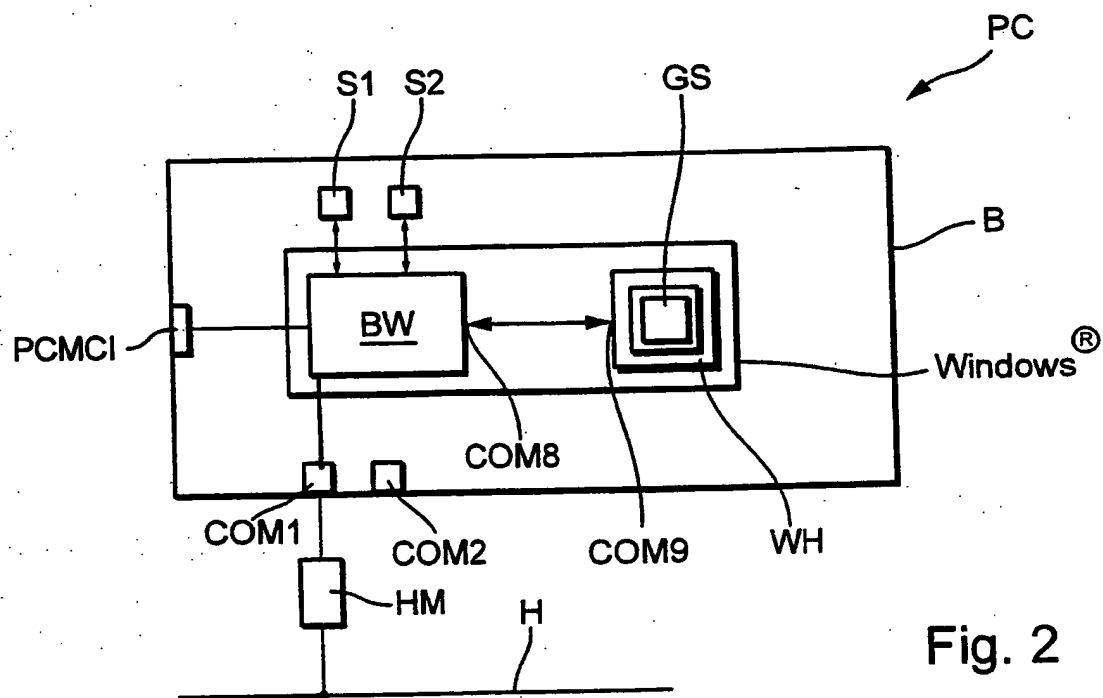 PC
S1 S2 GS
B
BW
PCMCI
Windows®
COM8
COM1 COM2 COM9 WH
HM
H
Fig. 2